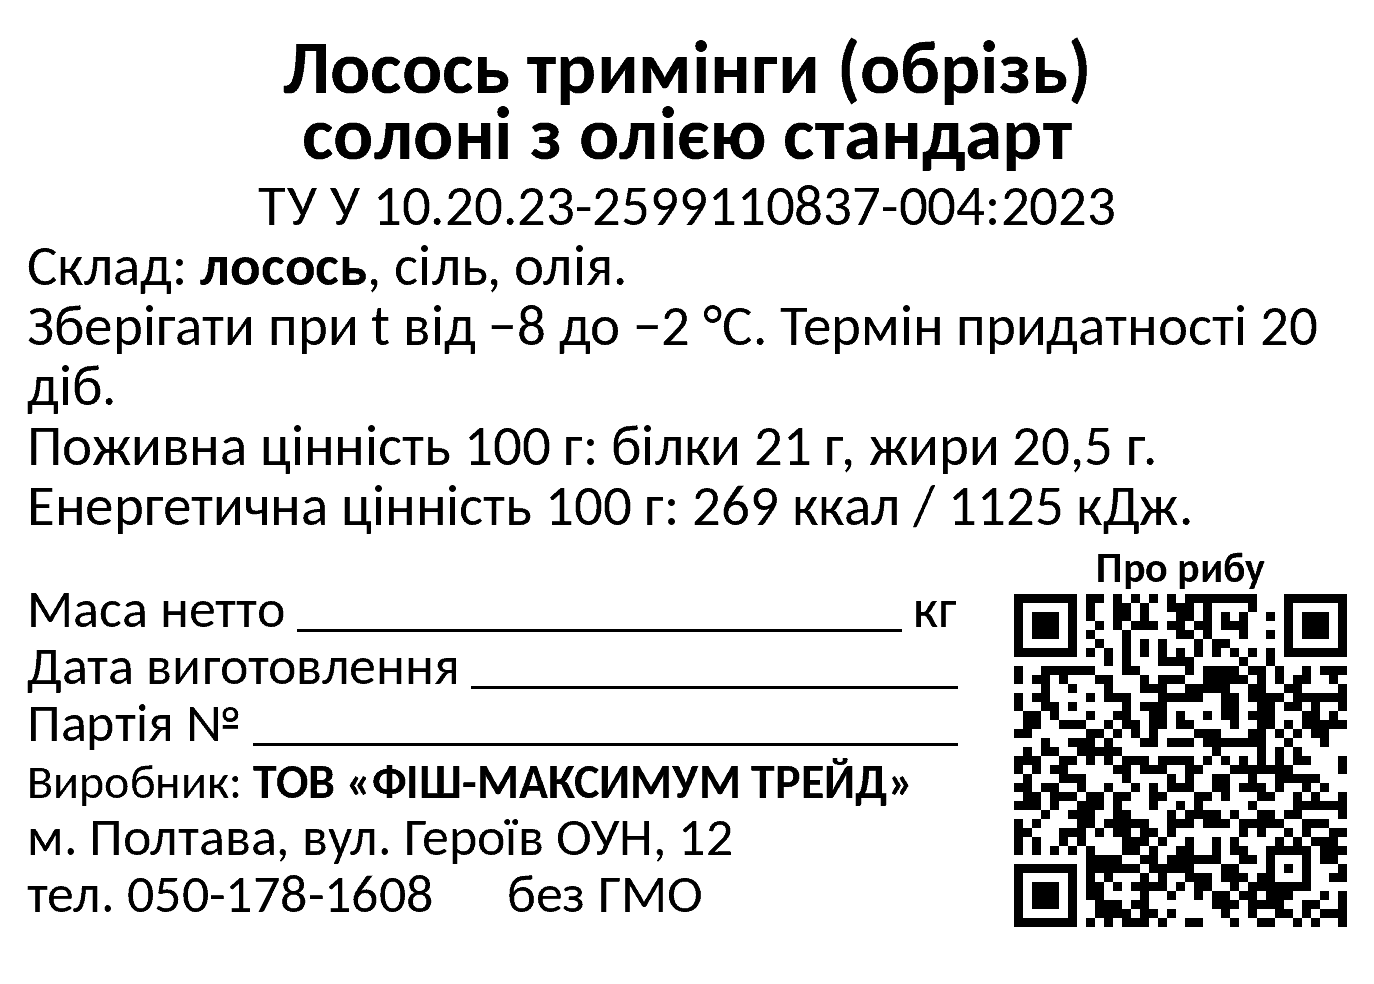 Лосось тримінги (обрізь)
солоні з олією стандарт
ТУ У 10.20.23-2599110837-004:2023
Склад: лосось, сіль, олія.
Зберігати при t від −8 до −2 °С. Термін придатності 20
діб.
Поживна цінність 100 г: білки 21 г, жири 20,5 г.
Енергетична цінність 100 г: 269 ккал / 1125 кДж.
Про рибу
Маса нетто ______________________ кг
Дата виготовлення __________________
Партія № __________________________
Виробник: ТОВ «ФІШ-МАКСИМУМ ТРЕЙД»
м. Полтава, вул. Героїв ОУН, 12
тел. 050-178-1608 без ГМО